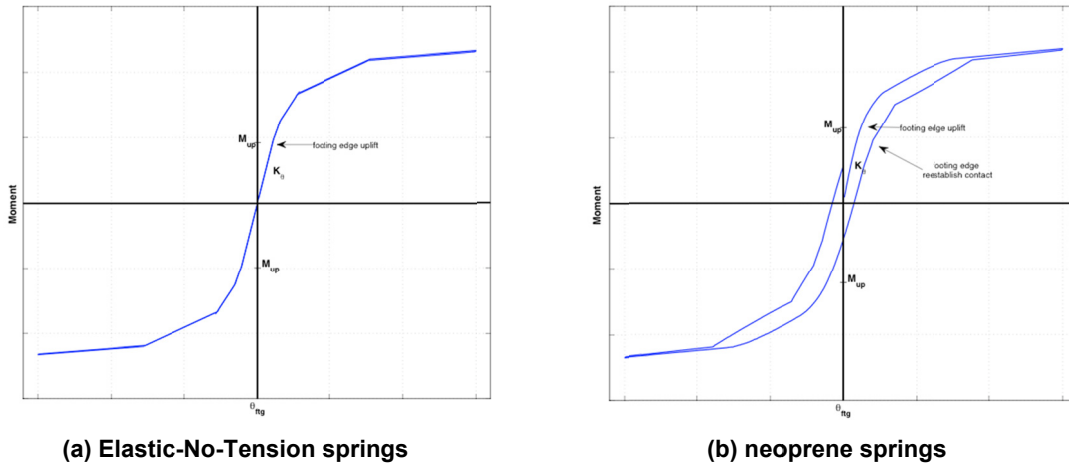 Moment
M_up
footing edge uplift
K_θ
M_up
θ_ftg
(a) Elastic-No-Tension springs
Moment
M_up
footing edge uplift
K_θ
footing edge
reestablish contact
M_up
θ_ftg
(b) neoprene springs